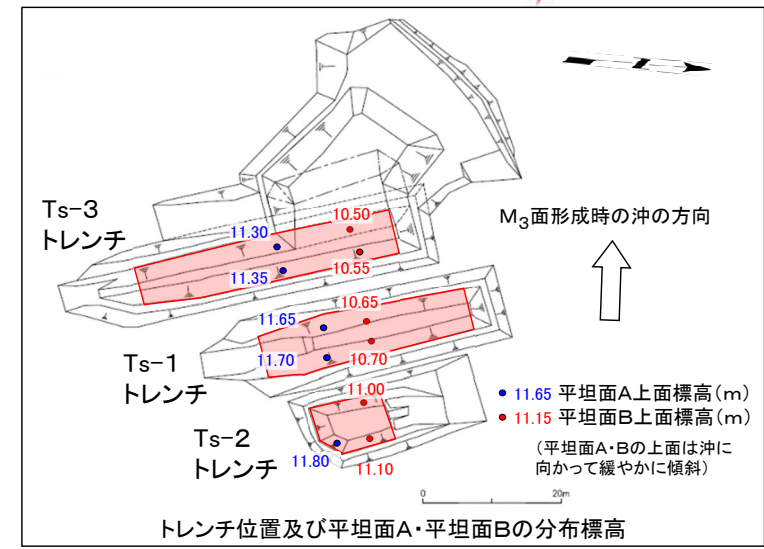 Ts-3
トレンチ
11.30
10.50
11.35
10.55
M₃面形成時の沖の方向
Ts-1
トレンチ
11.65
10.65
11.70
10.70
Ts-2
トレンチ
11.00
11.80
11.10
11.65 平坦面A上面標高(m)
11.15 平坦面B上面標高(m)
(平坦面A・Bの上面は沖に
向かって緩やかに傾斜)
0 20m
トレンチ位置及び平坦面A・平坦面Bの分布標高